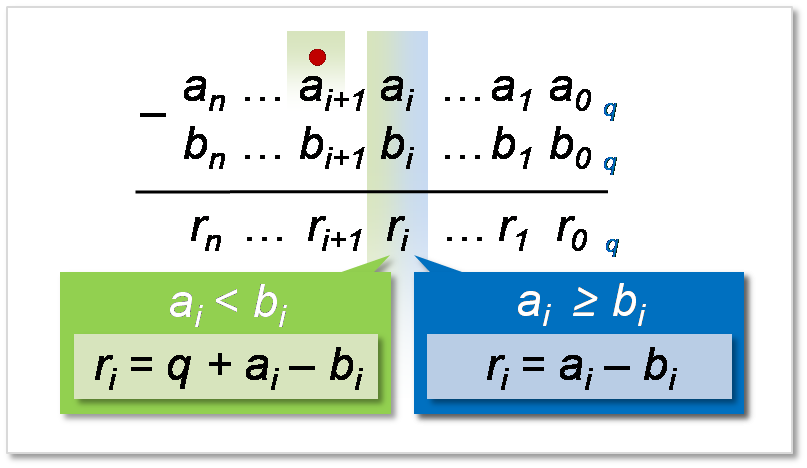 – aₙ … aᵢ₊₁ aᵢ … a₁ a₀ q
bₙ … bᵢ₊₁ bᵢ … b₁ b₀ q
rₙ … rᵢ₊₁ rᵢ … r₁ r₀ q
aᵢ < bᵢ
rᵢ = q + aᵢ – bᵢ
aᵢ ≥ bᵢ
rᵢ = aᵢ – bᵢ